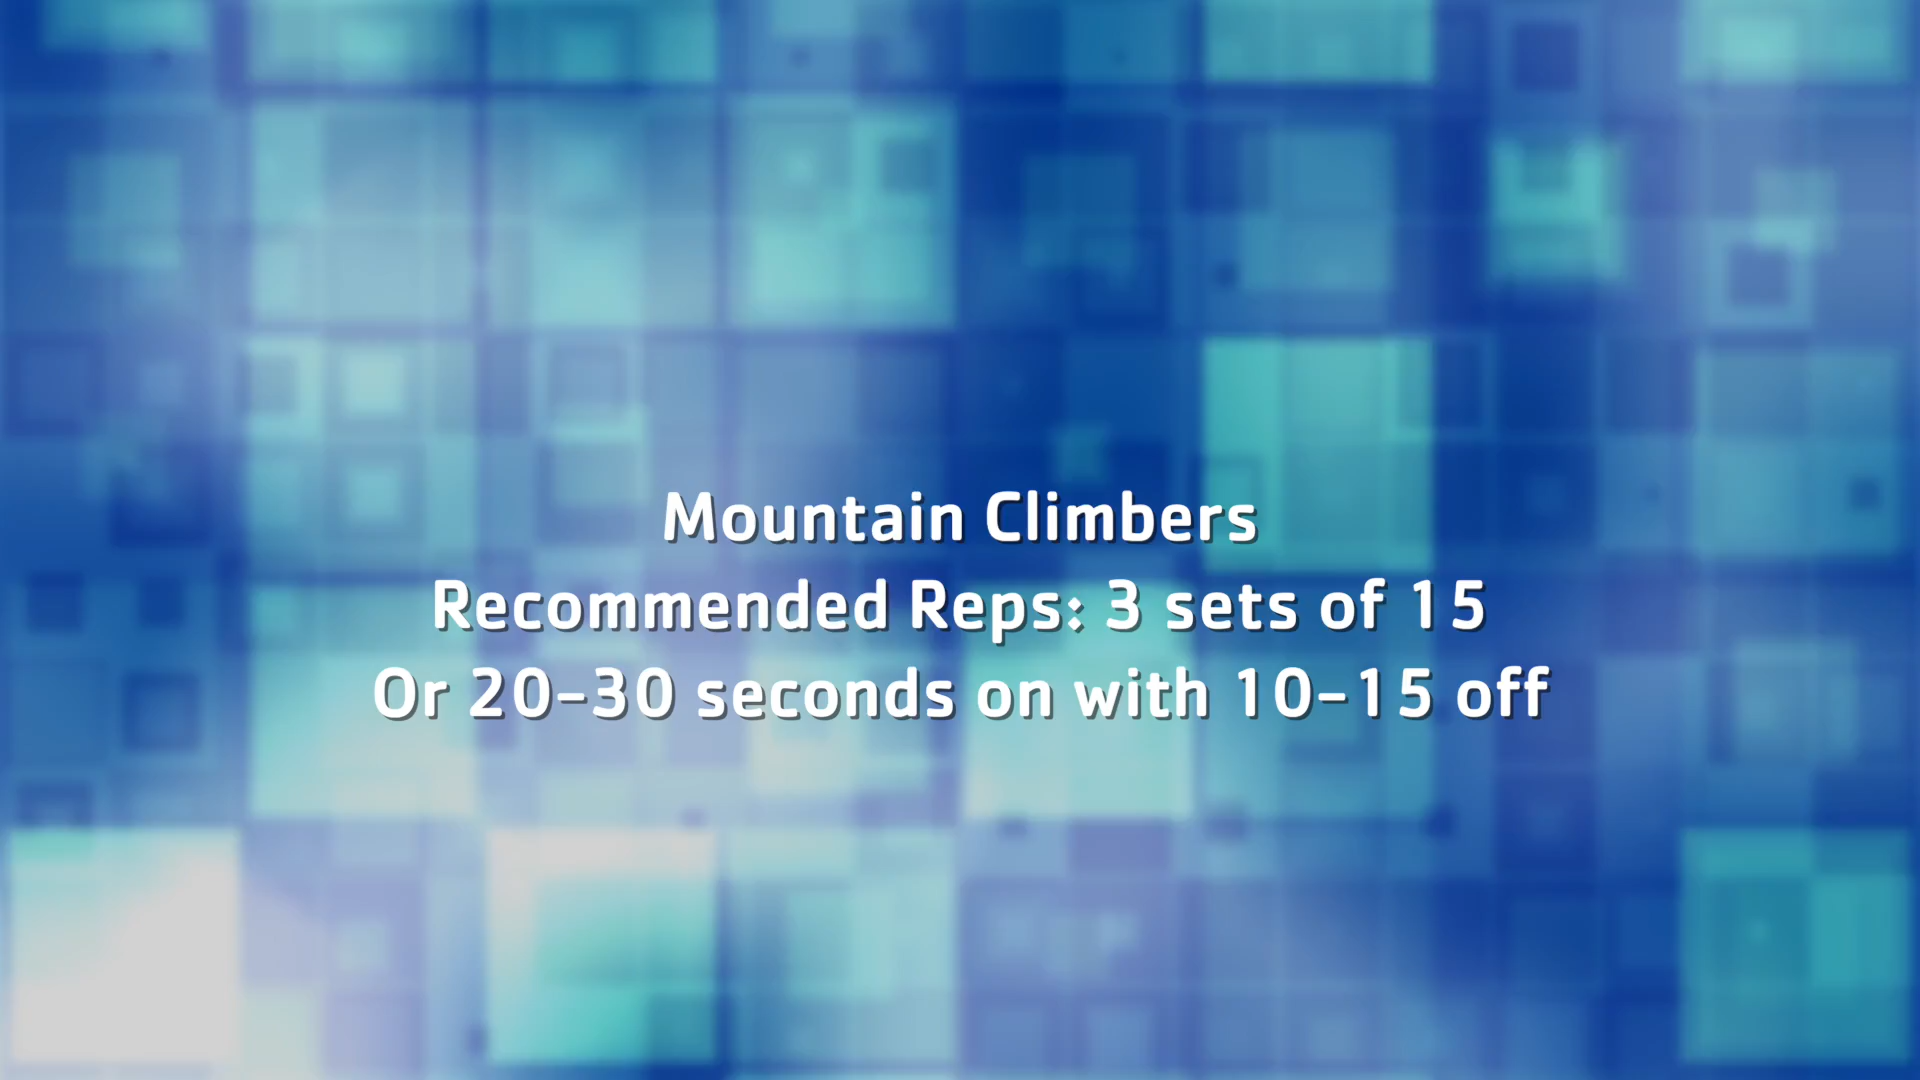 Mountain Climbers
Recommended Reps: 3 sets of 15
Or 20-30 seconds on with 10-15 off